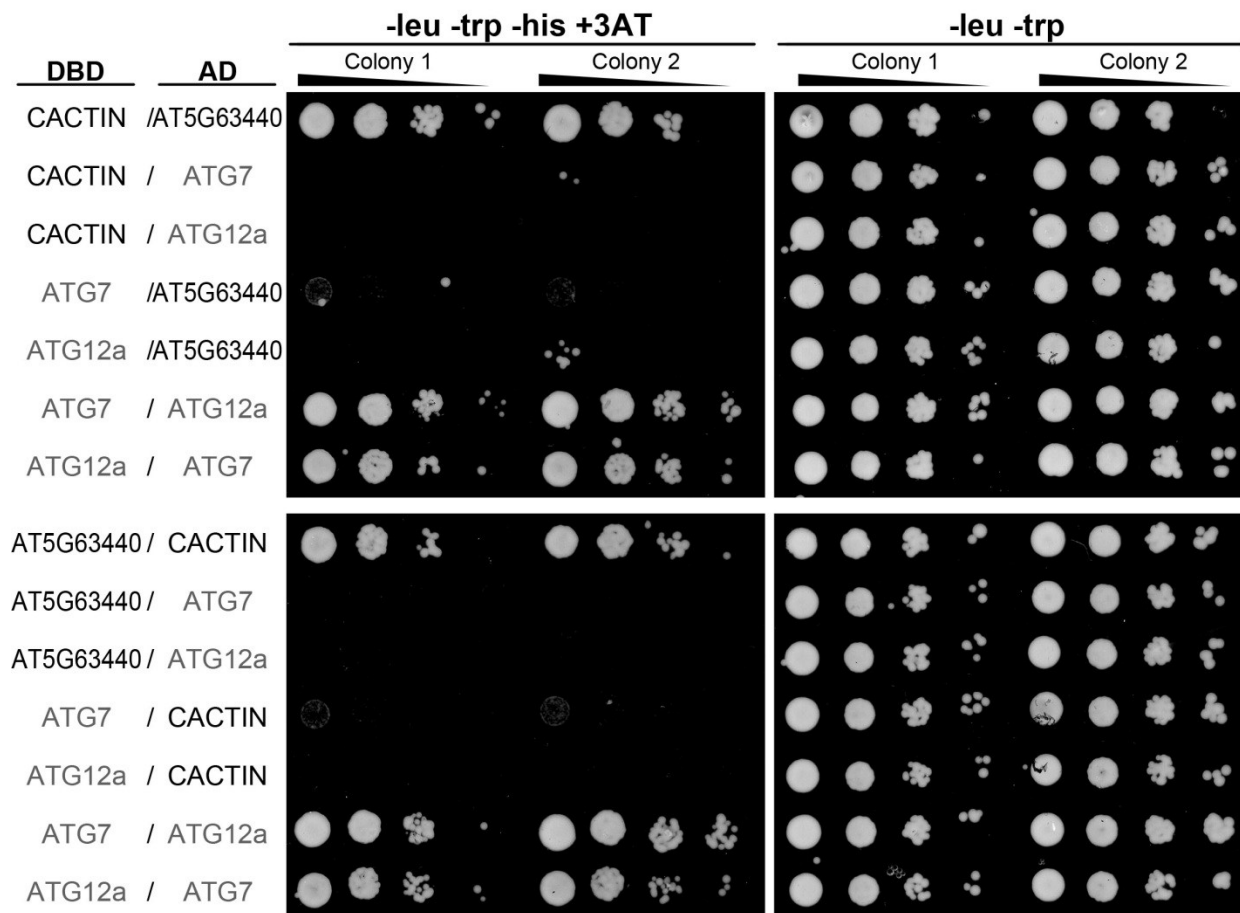 -leu -trp -his +3AT -leu -trp
Colony 1 Colony 2 Colony 1 Colony 2
DBD AD
CACTIN /AT5G63440
CACTIN / ATG7
CACTIN / ATG12a
ATG7 /AT5G63440
ATG12a /AT5G63440
ATG7 / ATG12a
ATG12a / ATG7
AT5G63440 / CACTIN
AT5G63440 / ATG7
AT5G63440 / ATG12a
ATG7 / CACTIN
ATG12a / CACTIN
ATG7 / ATG12a
ATG12a / ATG7